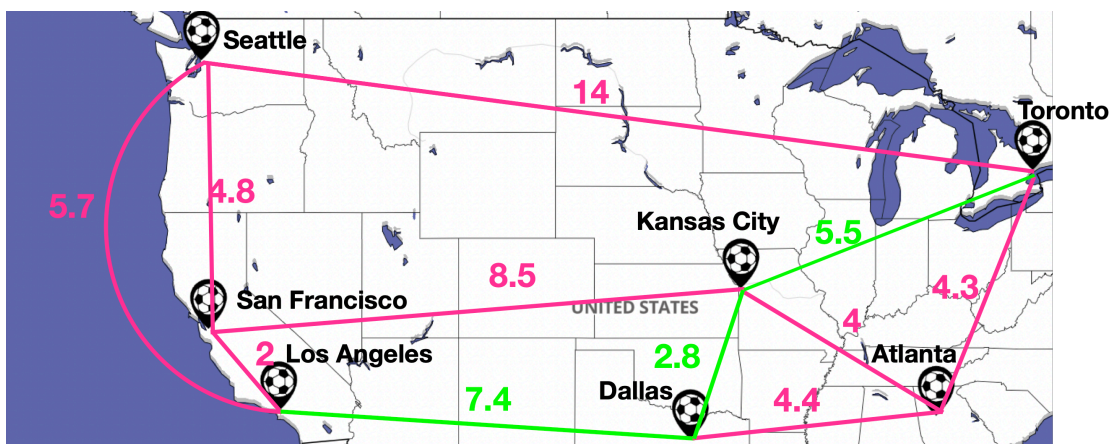 Seattle
14
Toronto
5.7
4.8
Kansas City
5.5
8.5
San Francisco
4.3
UNITED STATES
4
2
Los Angeles
2.8
Atlanta
Dallas
7.4
4.4